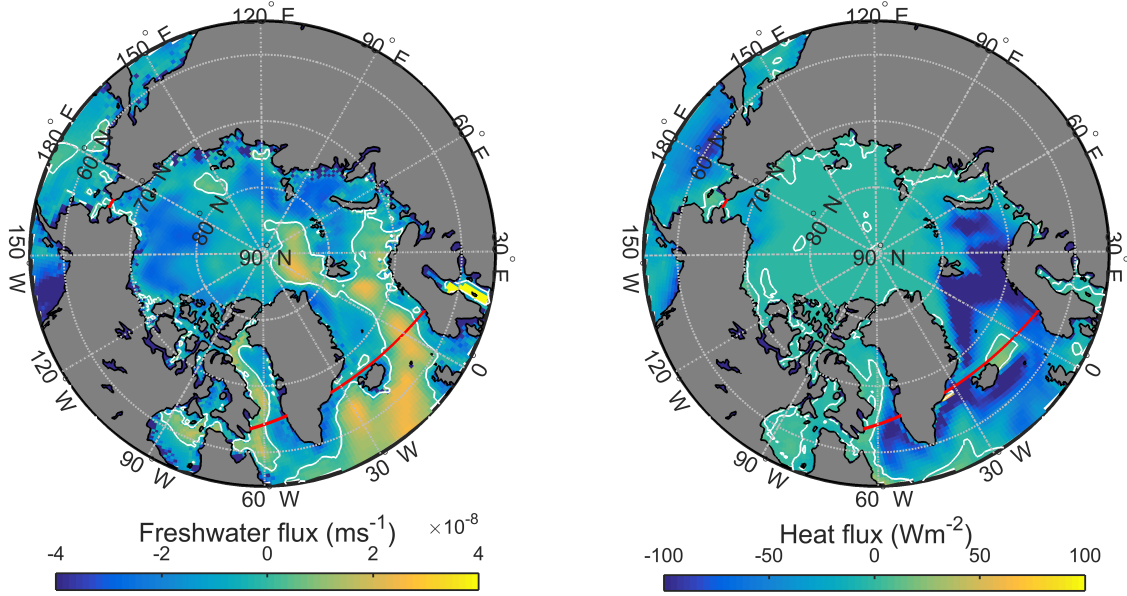 120° E
150° E
90° E
180° E
60° E
60° N
70° N
80° N
150° W
90° N
30° E
120° W
0
90° W
30° W
60° W
Freshwater flux (ms⁻¹)
×10⁻⁸
-4 -2 0 2 4
120° E
150° E
90° E
180° E
60° E
60° N
70° N
80° N
150° W
90° N
30° E
120° W
0
90° W
30° W
60° W
Heat flux (Wm⁻²)
-100 -50 0 50 100